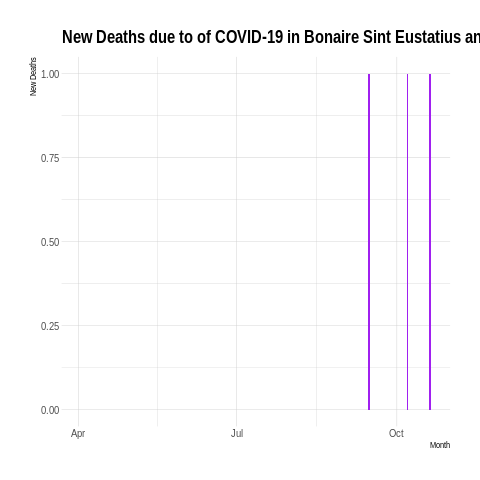 New Deaths due to of COVID-19 in Bonaire Sint Eustatius an
New Deaths
1.00
0.75
0.50
0.25
0.00
Apr Jul Oct
Month